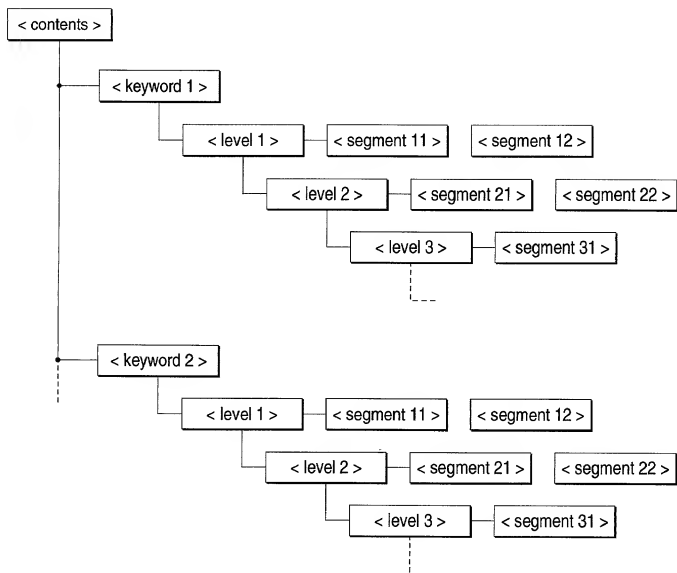 < contents >
< keyword 1 >
< level 1 > < segment 11 > < segment 12 >
< level 2 > < segment 21 > < segment 22 >
< level 3 > < segment 31 >
< keyword 2 >
< level 1 > < segment 11 > < segment 12 >
< level 2 > < segment 21 > < segment 22 >
< level 3 > < segment 31 >